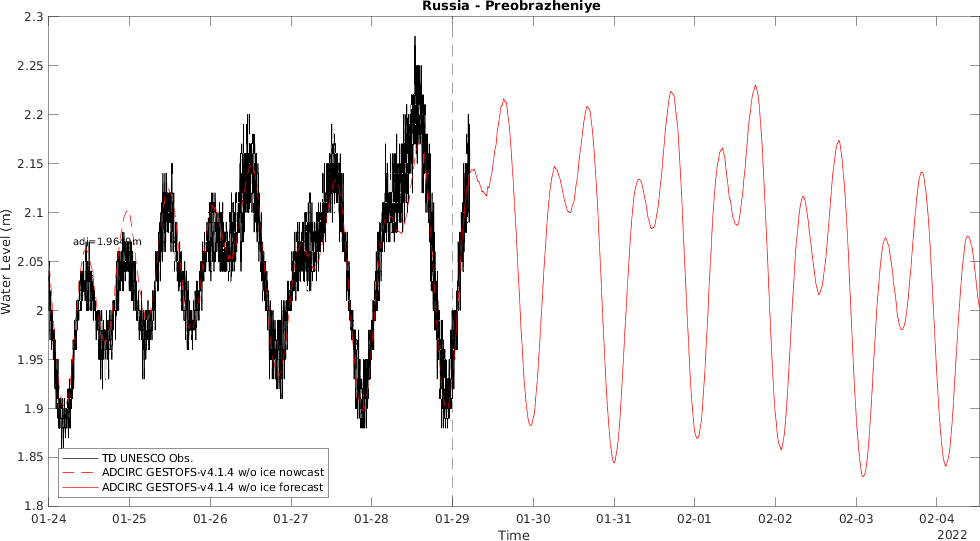 Russia - Preobrazheniye
2.3
2.25
2.2
2.15
2.1
2.05
2
1.95
1.9
1.85
1.8
Water Level (m)
TD UNESCO Obs.
ADCIRC GESTOFS-v4.1.4 w/o ice nowcast
ADCIRC GESTOFS-v4.1.4 w/o ice forecast
01-24 01-25 01-26 01-27 01-28 01-29 01-30 01-31 02-01 02-02 02-03 02-04
Time
2022